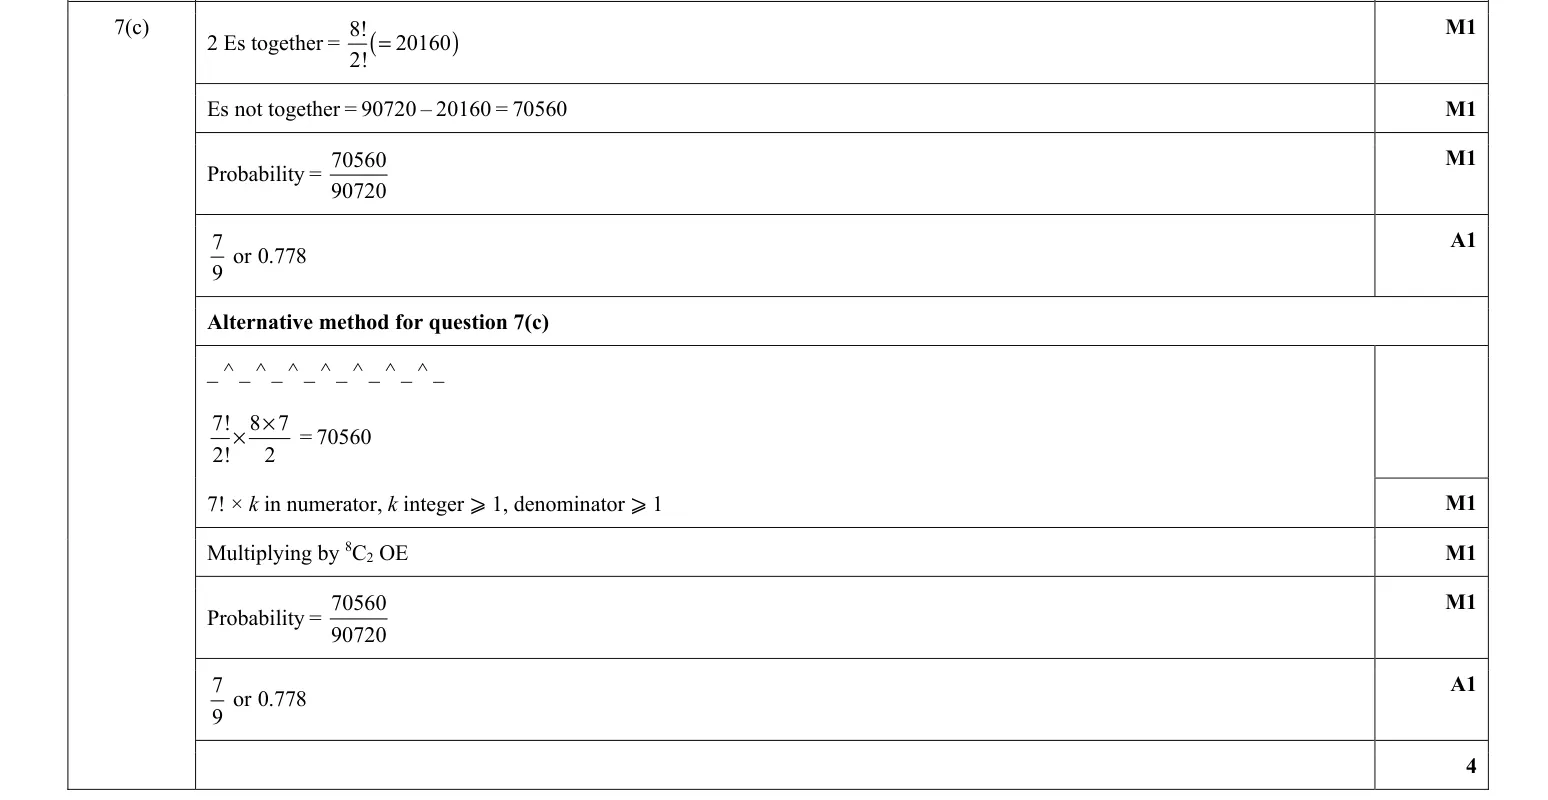 7(c)
2 Es together = 8!/2! (= 20160)
M1
Es not together = 90720 – 20160 = 70560
M1
Probability = 70560/90720
M1
7/9 or 0.778
A1
Alternative method for question 7(c)
_ ^ _ ^ _ ^ _ ^ _ ^ _ ^ _ ^ _
7!/2! × 8×7/2 = 70560
7! × k in numerator, k integer ⩾ 1, denominator ⩾ 1
M1
Multiplying by ⁸C₂ OE
M1
Probability = 70560/90720
M1
7/9 or 0.778
A1
4